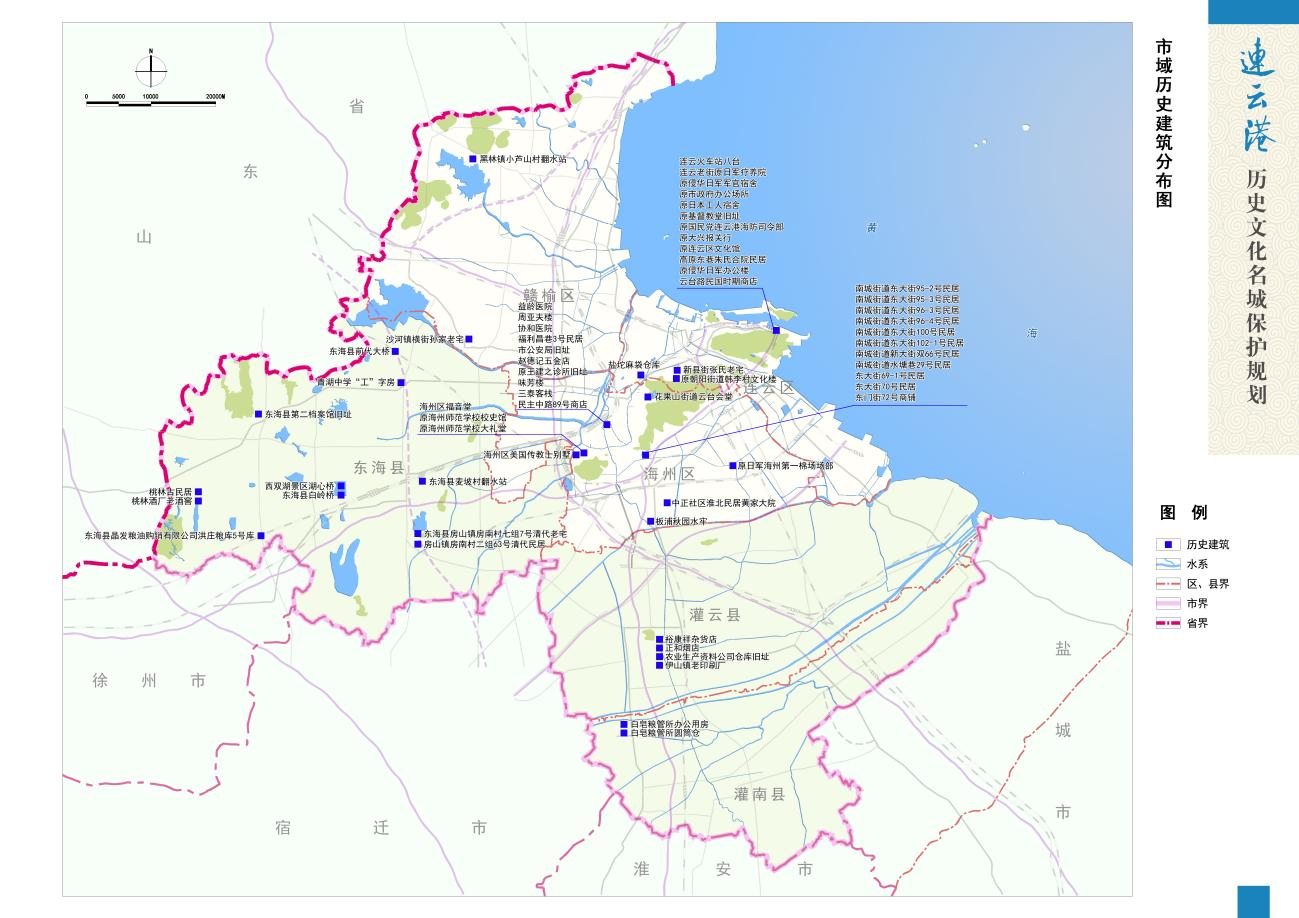 連云港
历史文化名城保护规划
市域历史建筑分布图
N
0 5000 10000 20000M
山 东 省
黄 海
黑林镇小芦山村翻水站
连云火车站八台
连云老街原日军疗养院
原侵华日军军官宿舍
原市政府办公场所
原日本工人宿舍
原基督教堂旧址
原国民党连云港海防司令部
原大兴报关行
原连云区文化馆
高原东巷朱氏合院民居
原侵华日军办公楼
云台路民国时期商店
南城街道东大街95-2号民居
南城街道东大街95-3号民居
南城街道东大街96-3号民居
南城街道东大街96-4号民居
南城街道东大街100号民居
南城街道东大街102-1号民居
南城街道新大街双66号民居
南城街道水塘巷29号民居
东大街69-1号民居
东大街70号民居
东门街72号商铺
赣榆区
益龄医院
周亚夫楼
协和医院
福利昌巷3号民居
市公安局旧址
赵德记五金店
原王建之诊所旧址
味芳楼
三泰客栈
民主中路89号商店
沙河镇横街孙家老宅
东海县前代大桥
青湖中学“工”字房
盐坨麻袋仓库
新县街张民老宅
原朝阳街道韩李村文化楼
连云区
花果山街道云台会堂
东海县第二档案馆旧址
海州区福音堂
原海州师范学校校史馆
原海州师范学校大礼堂
海州区美国传教士别墅
东海县
海州区
原日军海州第一棉场场部
西双湖景区湖心桥
东海县白岭桥
东海县麦坡村翻水站
桃林古民居
桃林酒厂老酒窖
中正社区淮北民居黄家大院
板浦秋园水牢
东海县晶发粮油购销有限公司洪庄粮库5号库
东海县房山镇房南村七组7号清代老宅
房山镇房南村二组63号清代民居
灌云县
裕康祥杂货店
正和烟店
农业生产资料公司仓库旧址
伊山镇老印刷厂
白皂粮管所办公用房
白皂粮管所圆筒仓
灌南县
徐 州 市
宿 迁 市
淮 安 市
盐 城 市
图 例
历史建筑
水系
区、县界
市界
省界